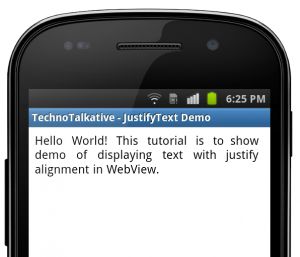 6:25 PM
TechnoTalkative - JustifyText Demo
Hello World! This tutorial is to show
demo of displaying text with justify
alignment in WebView.